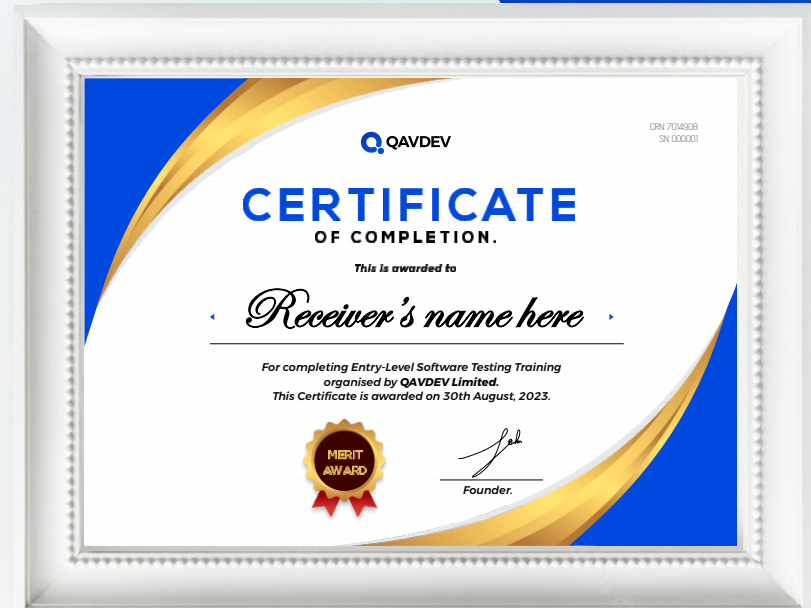 CRN 7014908
SN 000001
QAVDEV
CERTIFICATE
OF COMPLETION.
This is awarded to
Receiver's name here
For completing Entry-Level Software Testing Training
organised by QAVDEV Limited.
This Certificate is awarded on 30th August, 2023.
MERIT
AWARD
Founder.